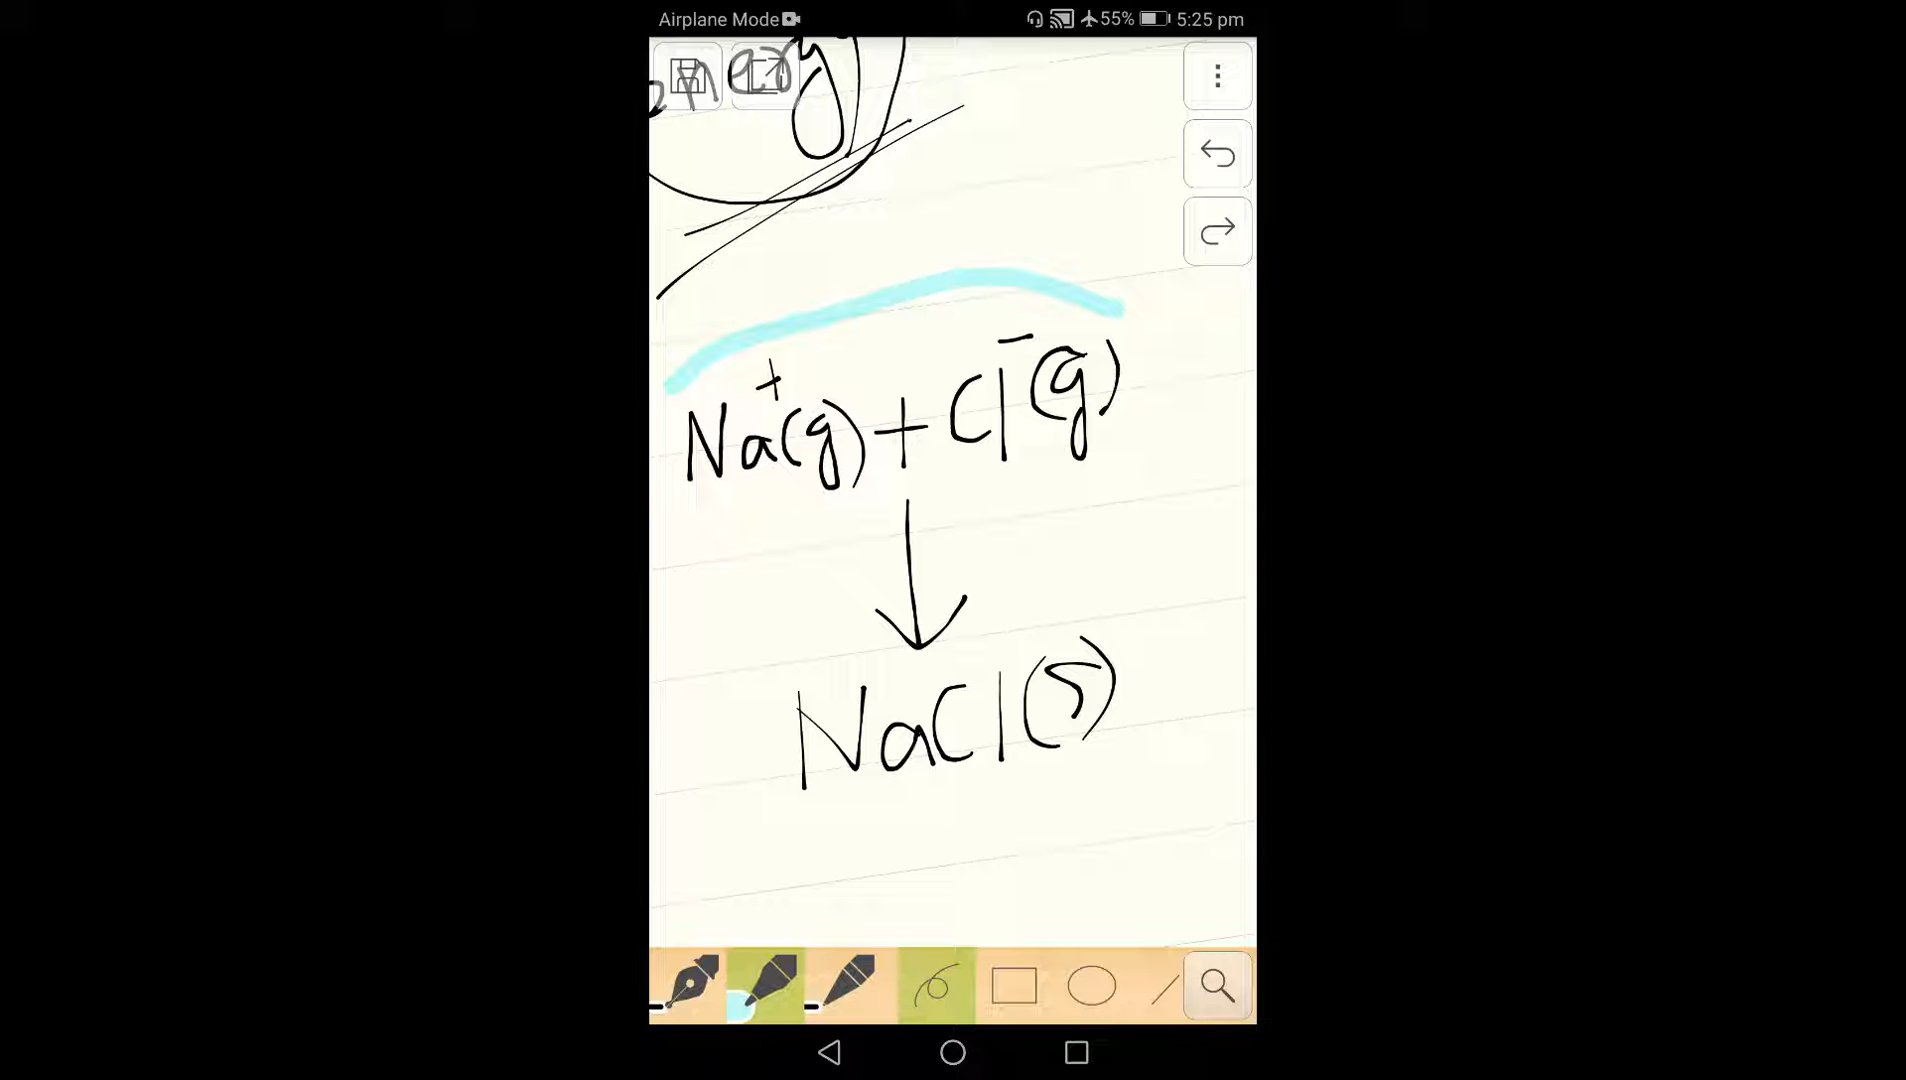 Airplane Mode 55% 5:25 pm
Na⁺(g) + Cl⁻(g)
NaCl(s)